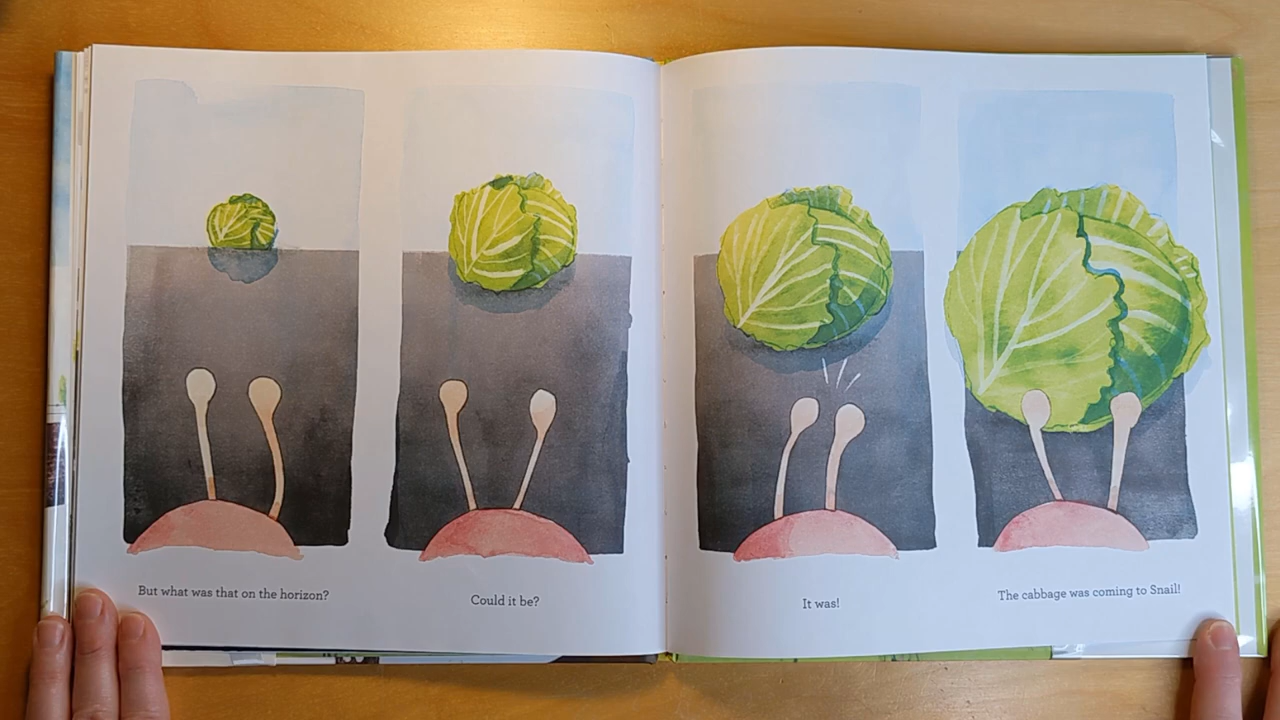 But what was that on the horizon?
Could it be?
It was!
The cabbage was coming to Snail!